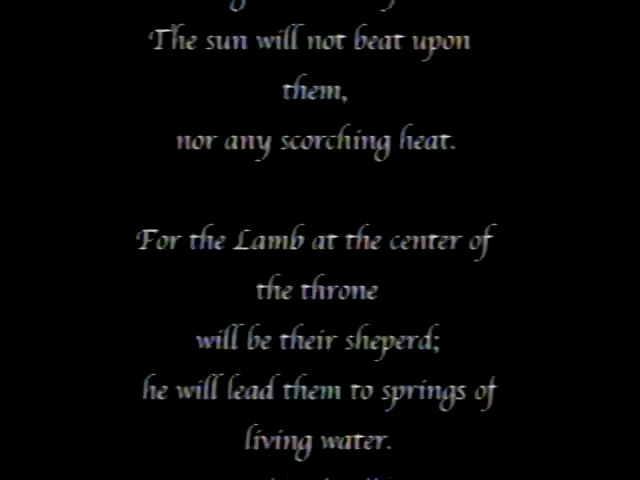 The sun will not beat upon
them,
nor any scorching heat.
For the Lamb at the center of
the throne
will be their sheperd;
he will lead them to springs of
living water.